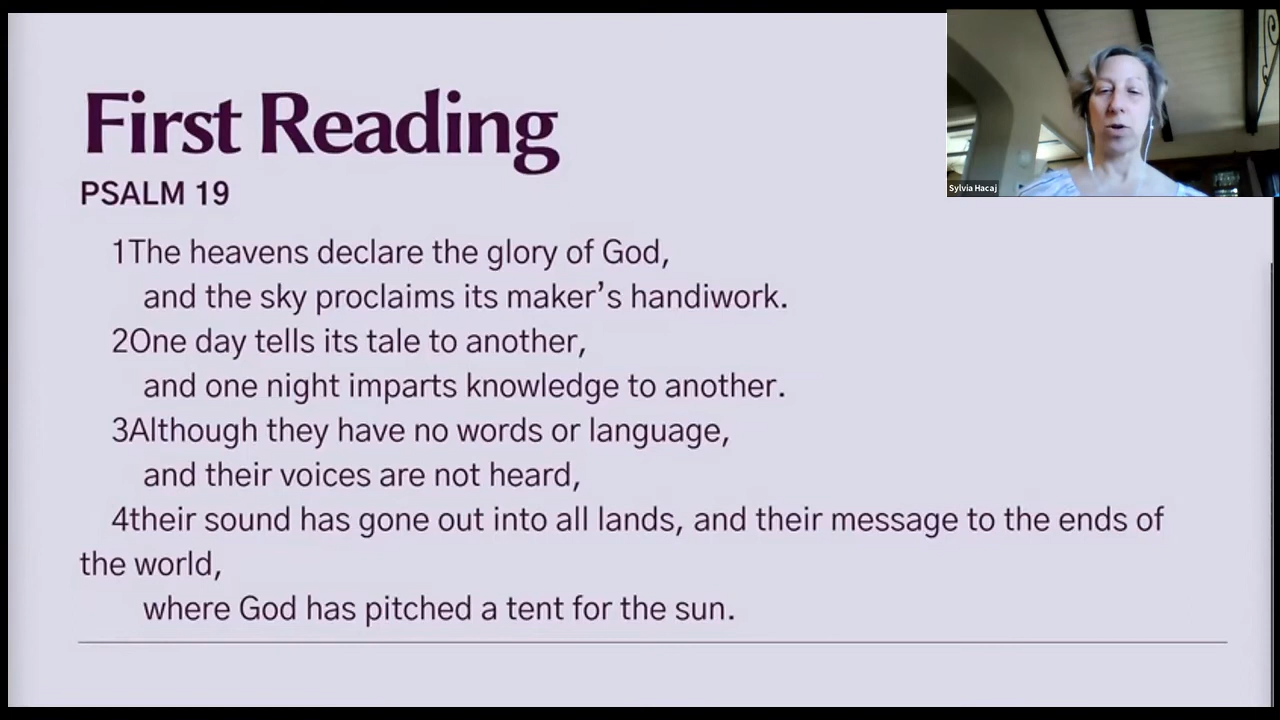 First Reading
PSALM 19
1The heavens declare the glory of God,
and the sky proclaims its maker’s handiwork.
2One day tells its tale to another,
and one night imparts knowledge to another.
3Although they have no words or language,
and their voices are not heard,
4their sound has gone out into all lands, and their message to the ends of
the world,
where God has pitched a tent for the sun.
Sylvia Hacaj